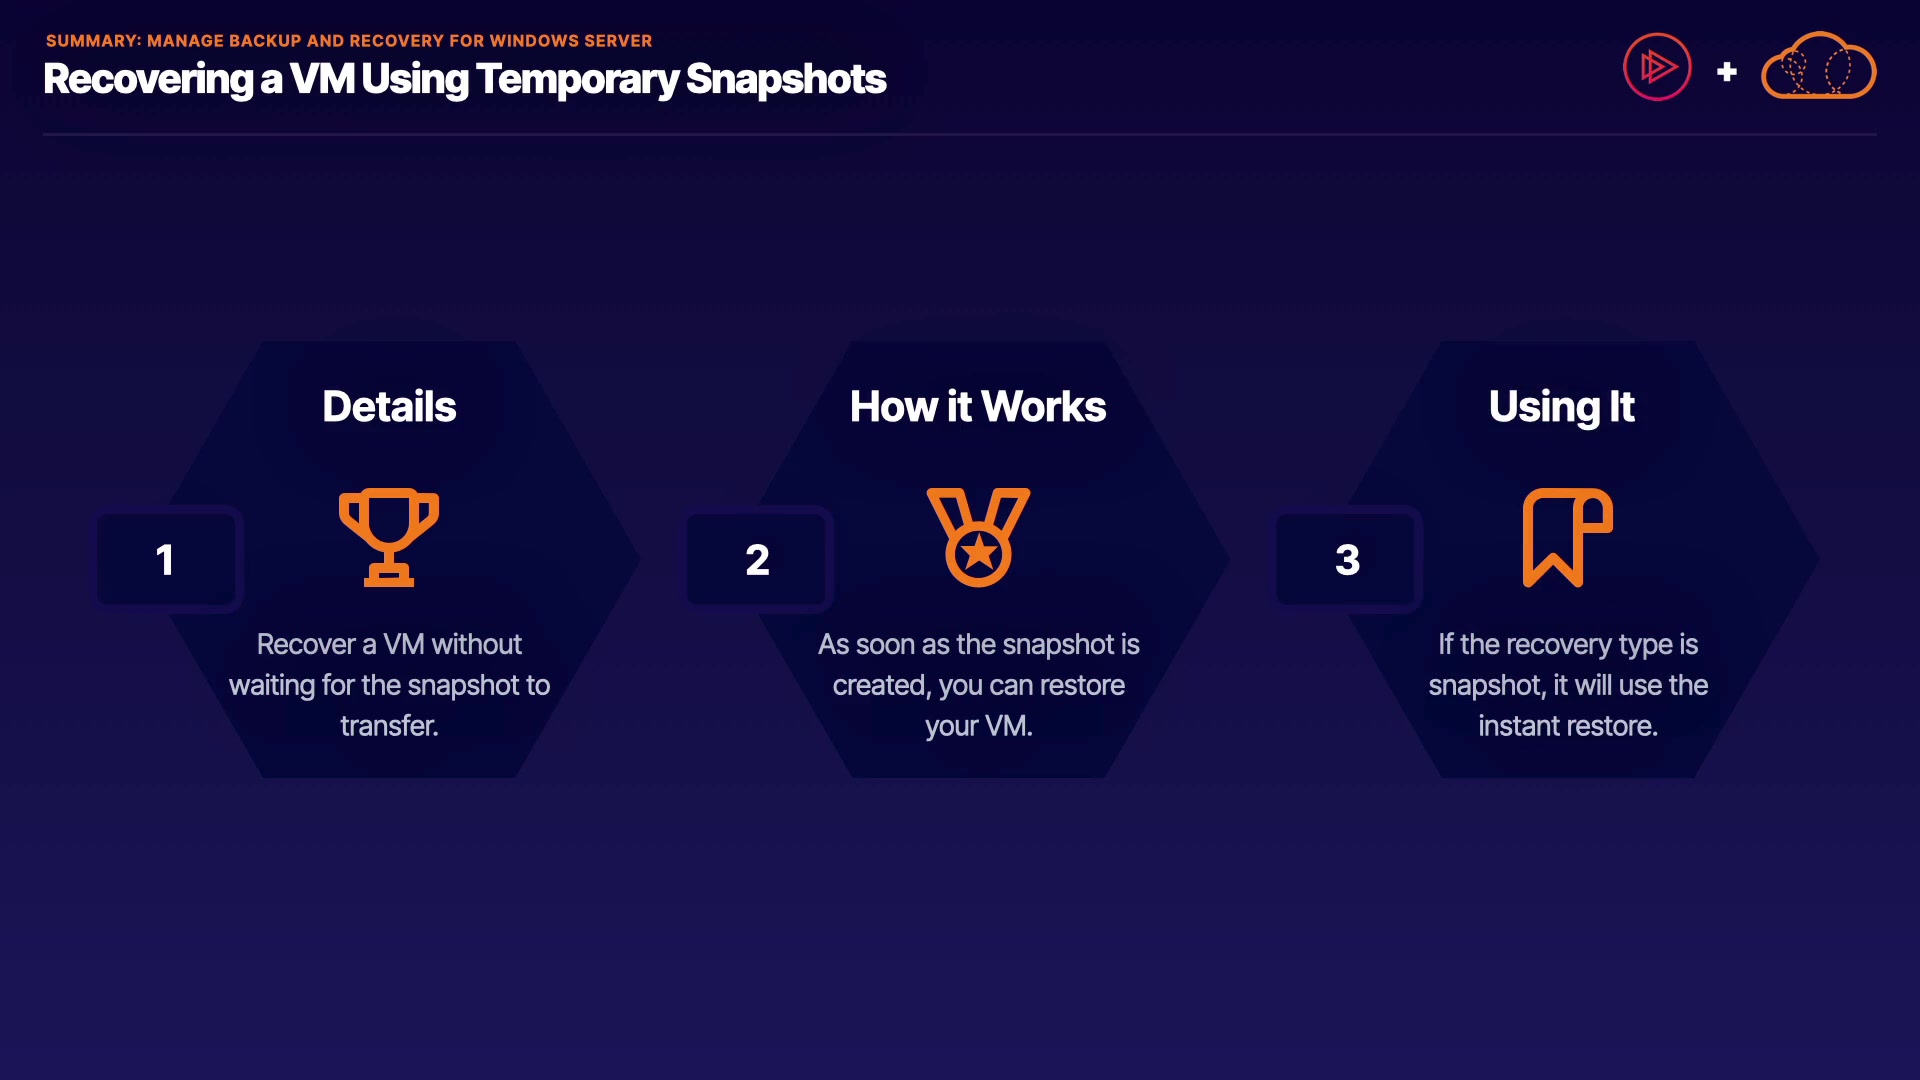 SUMMARY: MANAGE BACKUP AND RECOVERY FOR WINDOWS SERVER
Recovering a VM Using Temporary Snapshots
Details
1
Recover a VM without
waiting for the snapshot to
transfer.
How it Works
2
As soon as the snapshot is
created, you can restore
your VM.
Using It
3
If the recovery type is
snapshot, it will use the
instant restore.